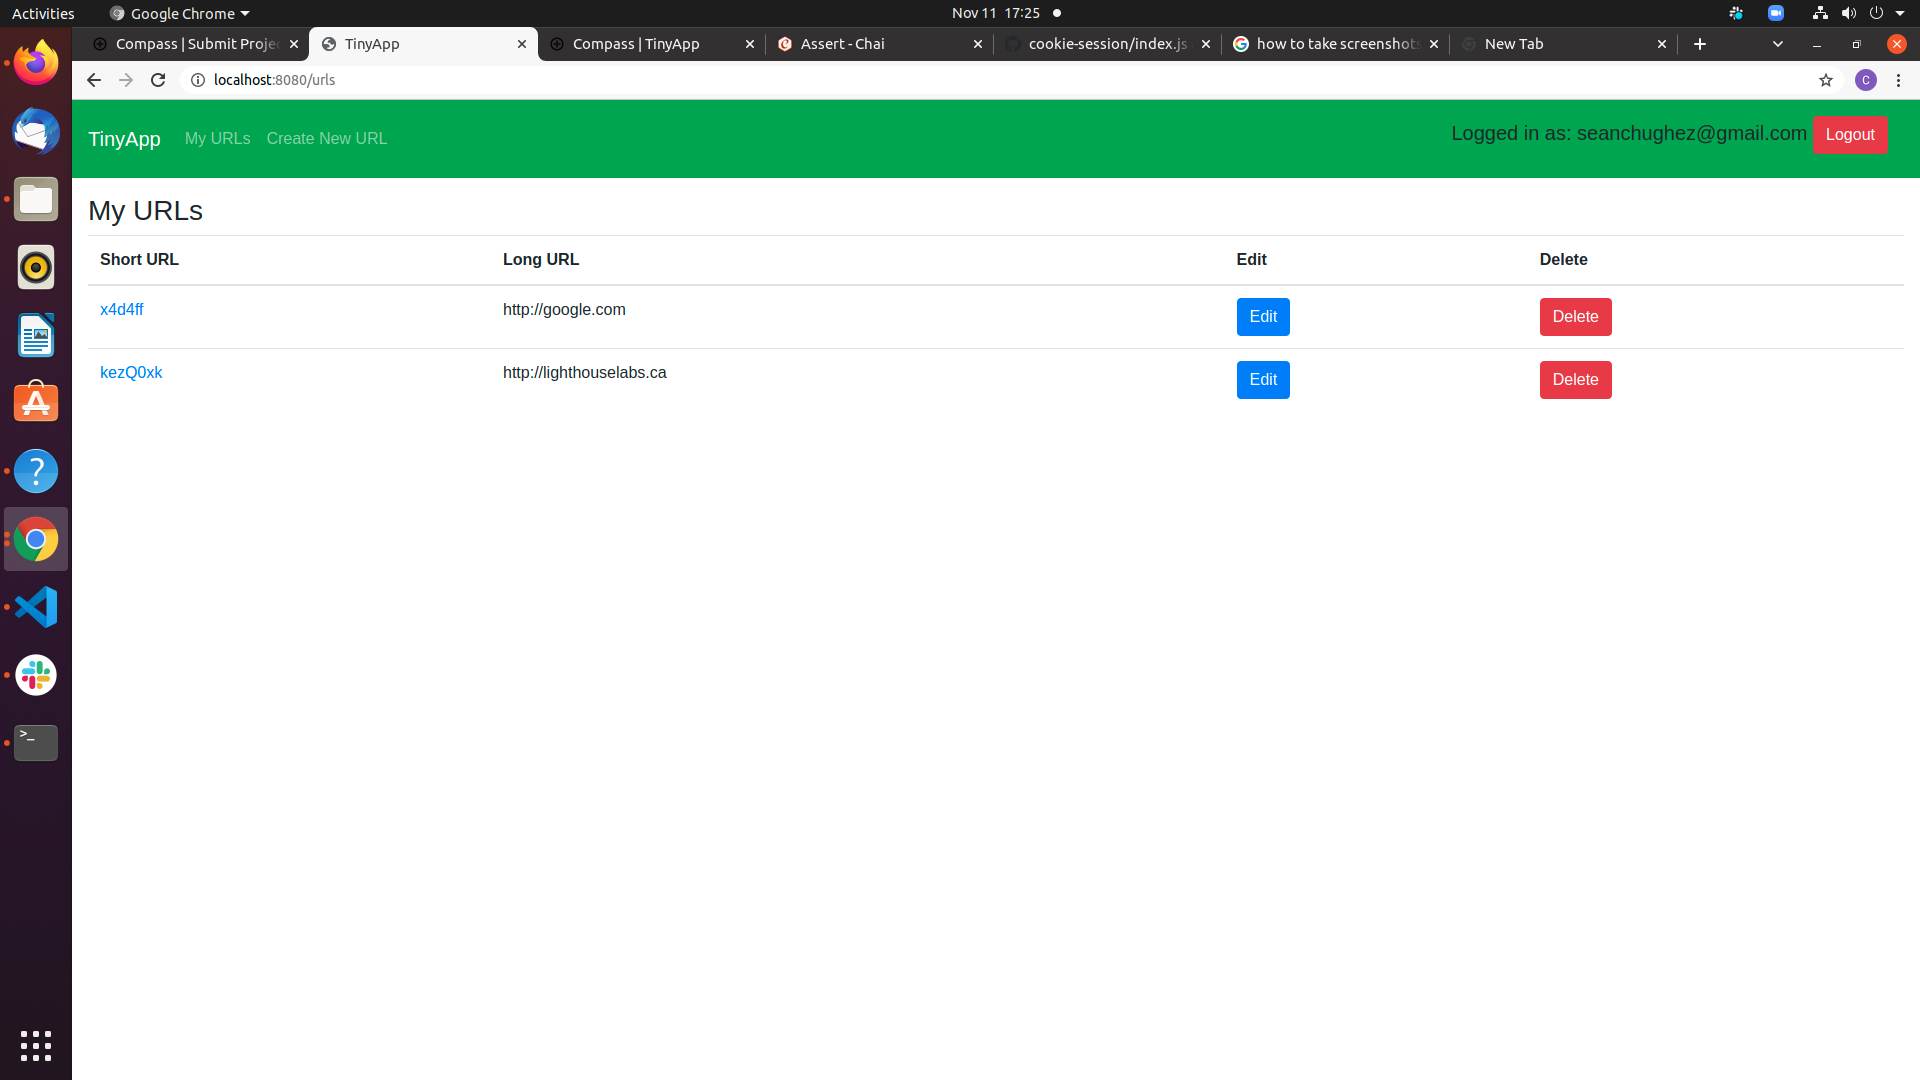 Activities Google Chrome Nov 11 17:25
Compass | Submit Projec TinyApp Compass | TinyApp Assert - Chai cookie-session/index.js how to take screenshots New Tab
localhost:8080/urls C
TinyApp My URLs Create New URL Logged in as: seanchughez@gmail.com Logout
My URLs
Short URL Long URL Edit Delete
x4d4ff http://google.com Edit Delete
kezQ0xk http://lighthouselabs.ca Edit Delete